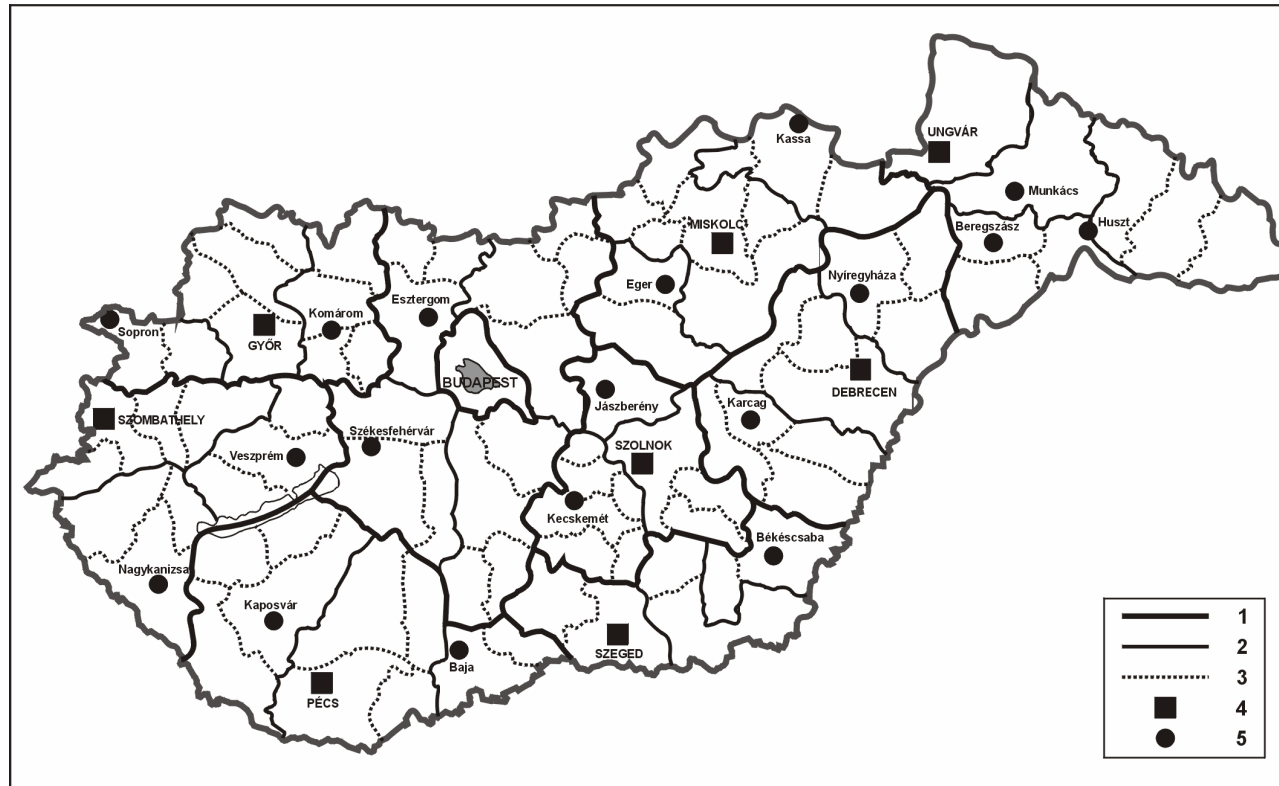 Kassa
UNGVÁR
Munkács
MISKOLC
Beregszász
Huszt
Nyíregyháza
Eger
Esztergom
Komárom
Sopron
GYŐR
BUDAPEST
Jászberény
DEBRECEN
Karcag
SZOMBATHELY
Székesfehérvár
SZOLNOK
Veszprém
Kecskemét
Békéscsaba
Nagykanizsa
Kaposvár
SZEGED
Baja
PÉCS
1
2
3
4
5